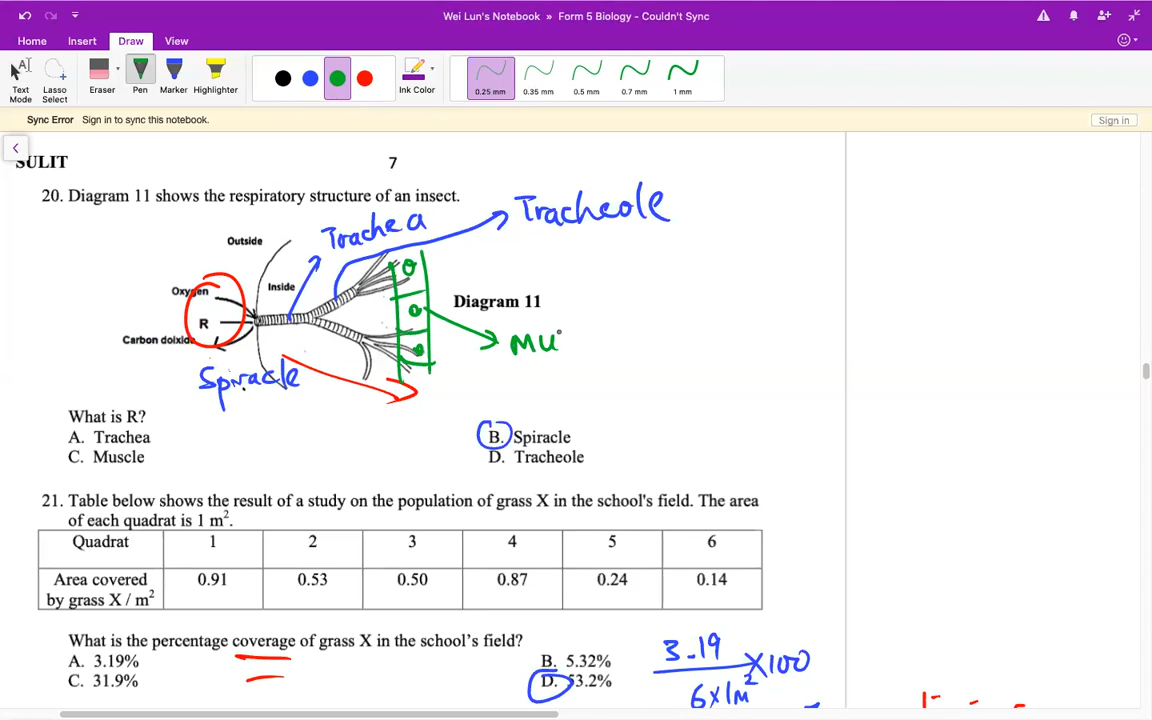 Wei Lun's Notebook » Form 5 Biology - Couldn't Sync
Home Insert Draw View
Text Mode
Lasso Select
Eraser
Pen
Marker
Highlighter
Ink Color
0.25 mm
0.35 mm
0.5 mm
0.7 mm
1 mm
Sync Error Sign in to sync this notebook.
Sign in
SULIT 7
20. Diagram 11 shows the respiratory structure of an insect.
Tracheole
Trachea
Outside
Inside
Oxygen
Diagram 11
R
Carbon doixide
MU
Spiracle
What is R?
A. Trachea B. Spiracle
C. Muscle D. Tracheole
21. Table below shows the result of a study on the population of grass X in the school's field. The area
of each quadrat is 1 m².
Quadrat 1 2 3 4 5 6
Area covered by grass X / m² 0.91 0.53 0.50 0.87 0.24 0.14
What is the percentage coverage of grass X in the school's field?
A. 3.19% B. 5.32%
C. 31.9% D. 53.2%
3.19
×100
6×1m²